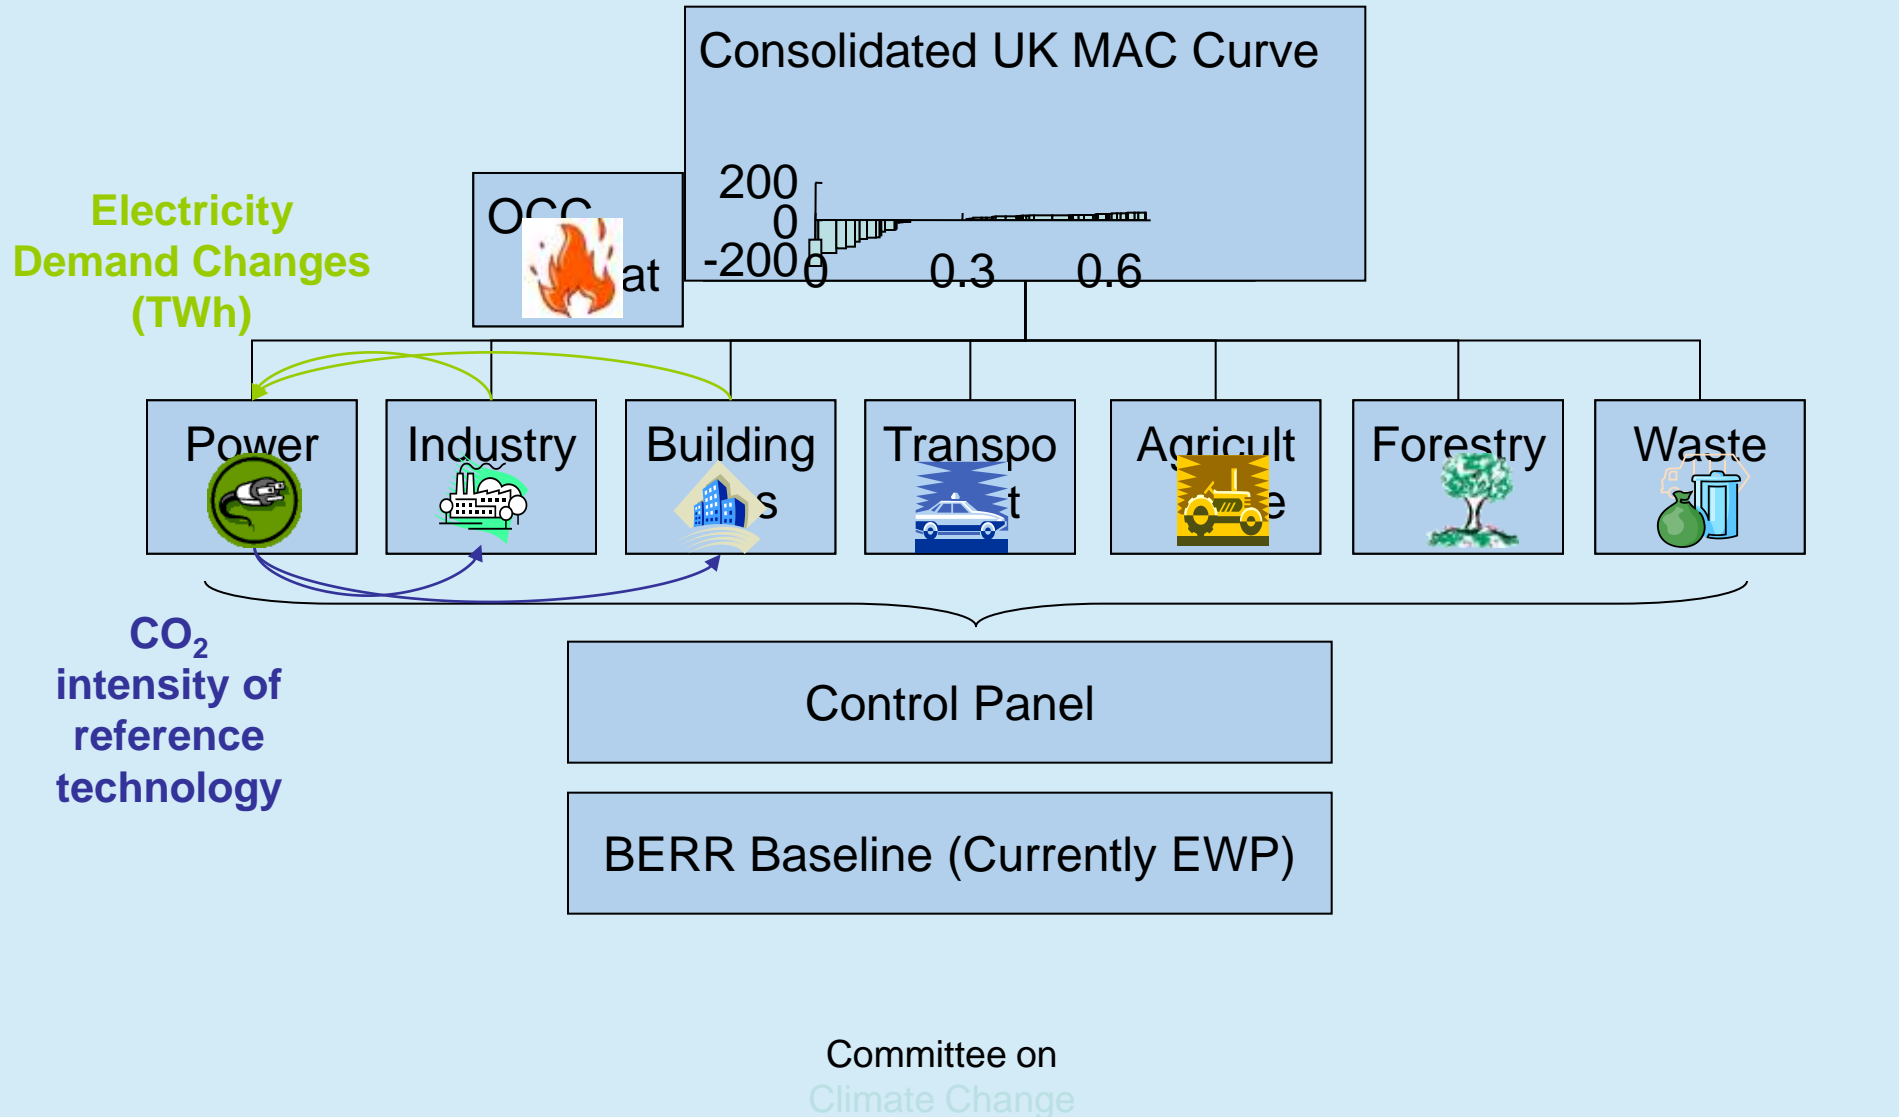 Consolidated UK MAC Curve
200
0
-200
0 0.3 0.6
OCC
at
Electricity
Demand Changes
(TWh)
Power
Industry
Building
s
Transpo
t
Agricult
e
Forestry
Waste
CO₂
intensity of
reference
technology
Control Panel
BERR Baseline (Currently EWP)
Committee on
Climate Change